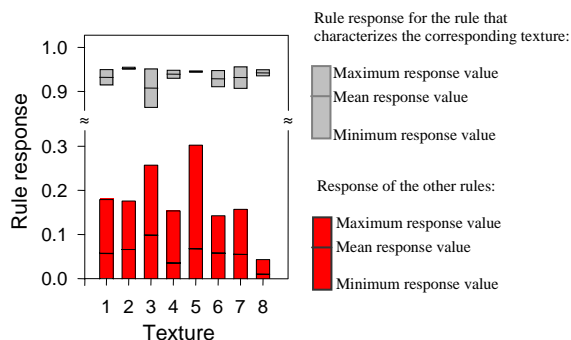 Rule response for the rule that
characterizes the corresponding texture:
Maximum response value
Mean response value
Minimum response value
Response of the other rules:
Maximum response value
Mean response value
Minimum response value
Rule response
1.0
0.9
≈ ≈
0.3
0.2
0.1
0.0
1 2 3 4 5 6 7 8
Texture